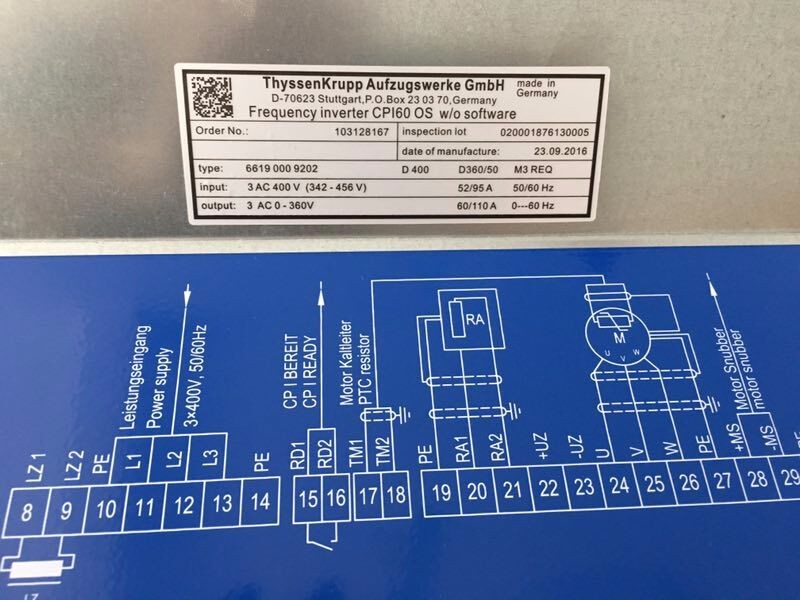 ThyssenKrupp Aufzugswerke GmbH made in Germany
D-70623 Stuttgart,P.O.Box 23 03 70,Germany
Frequency inverter CPI60 OS w/o software
Order No.: 103128167 inspection lot 020001876130005
date of manufacture: 23.09.2016
type: 6619 000 9202 D 400 D360/50 M3 REQ
input: 3 AC 400 V (342 - 456 V) 52/95 A 50/60 Hz
output: 3 AC 0 - 360V 60/110 A 0---60 Hz
Leistungseingang
Power supply
3×400V, 50/60Hz
CP I BEREIT
CP I READY
Motor Kaltleiter
PTC resistor
RA
M
U V W
Motor Snubber
motor snubber
LZ 1 LZ 2 PE L1 L2 L3 PE RD1 RD2 TM1 TM2 PE RA1 RA2 +UZ -UZ U V W PE +MS -MS PE
8 9 10 11 12 13 14 15 16 17 18 19 20 21 22 23 24 25 26 27 28 29
LZ